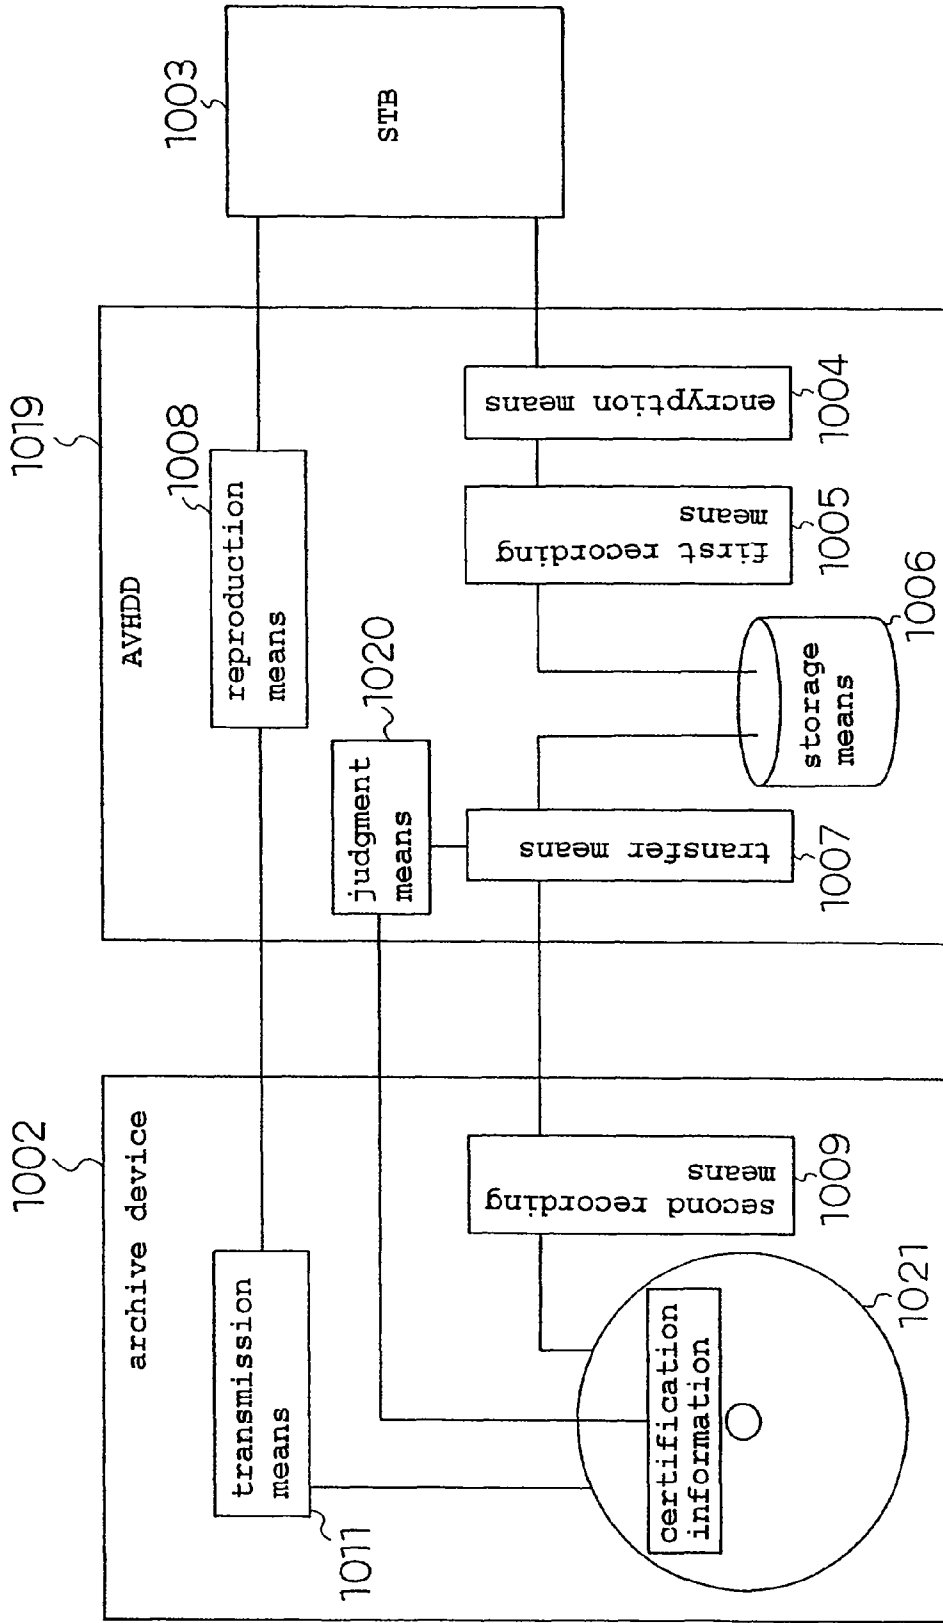 1002
archive device
transmission
means
1011
second recording
means
1009
certification
information
1021
1019
AVHDD
reproduction
means
1008
judgment
means
1020
transfer means
1007
storage
means
1006
first recording
means
1005
encryption means
1004
1003
STB